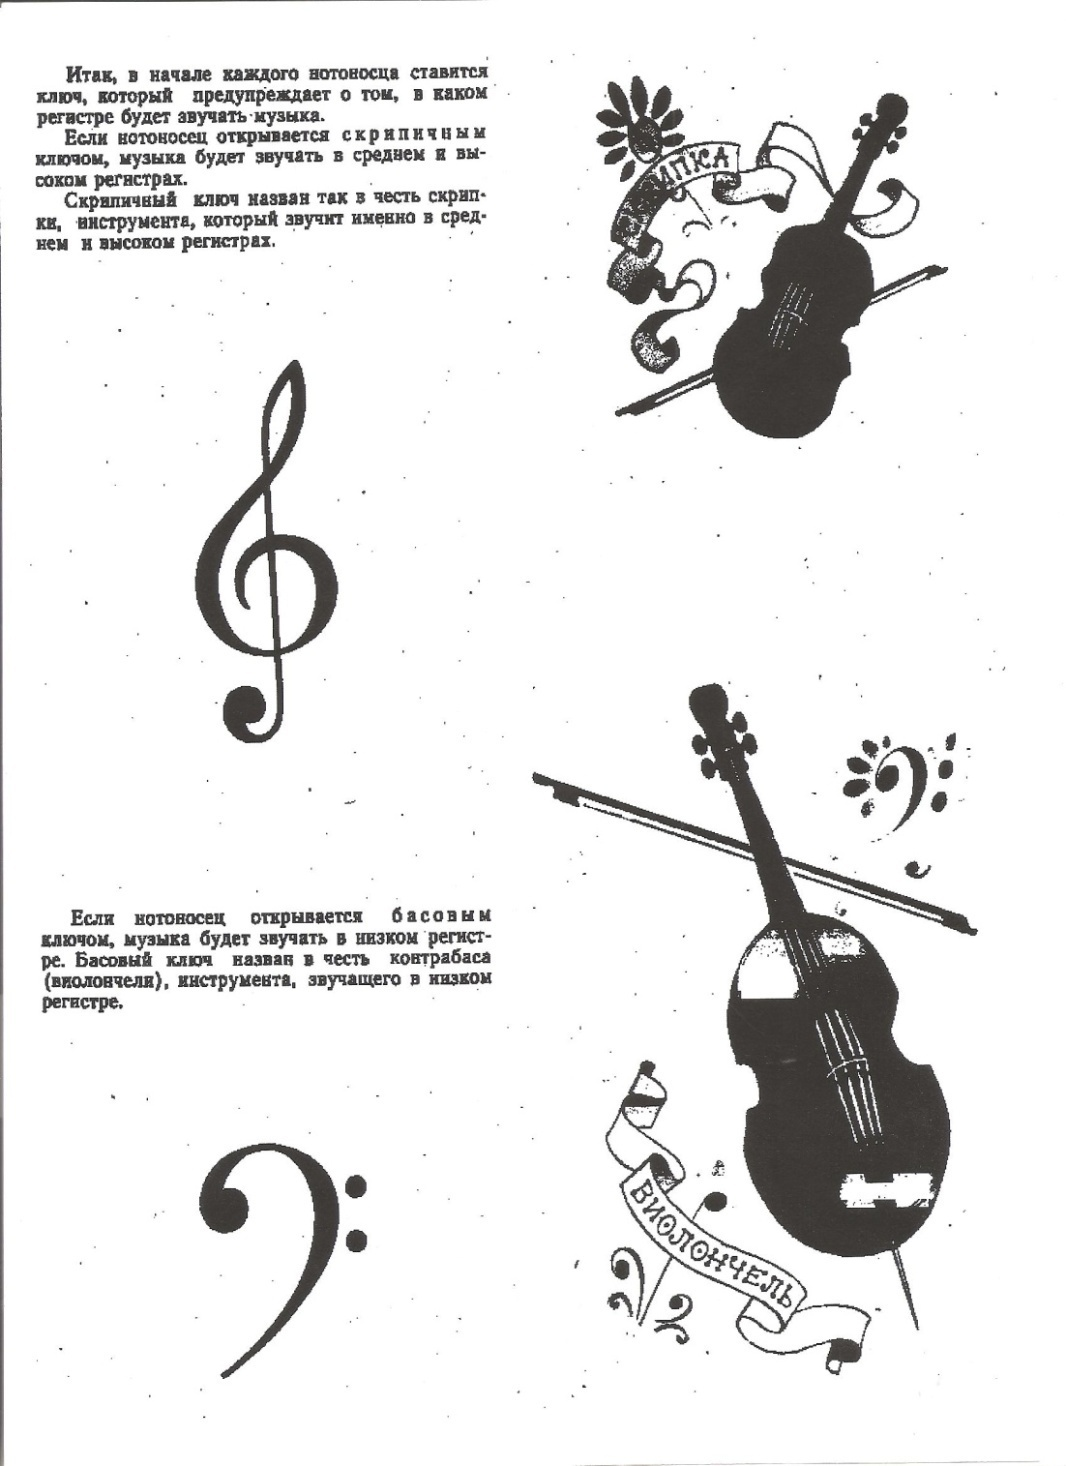 Итак, в начале каждого нотоносца ставится
ключ, который предупреждает о том, в каком
регистре будет звучать музыка.
Если нотоносец открывается скрипичным
ключом, музыка будет звучать в среднем и вы-
соком регистрах.
Скрипичный ключ назван так в честь скрип-
ки, инструмента, который звучит именно в сред-
нем и высоком регистрах.
Если нотоносец открывается басовым
ключом, музыка будет звучать в низком регист-
ре. Басовый ключ назван в честь контрабаса
(виолончели), инструмента, звучащего в низком
регистре.
ВИОЛОНЧЕЛЬ